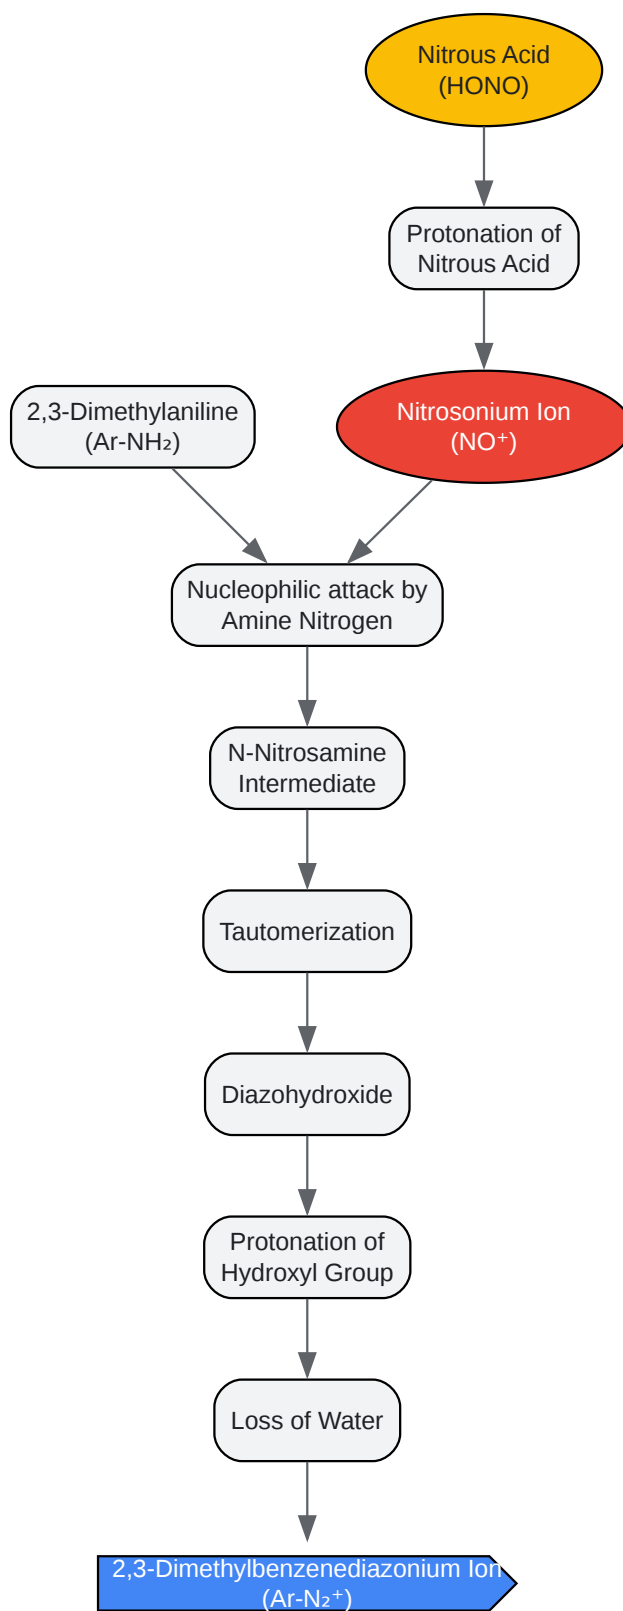 Nitrous Acid
(HONO)
Protonation of
Nitrous Acid
2,3-Dimethylaniline
(Ar-NH₂)
Nitrosonium Ion
(NO⁺)
Nucleophilic attack by
Amine Nitrogen
N-Nitrosamine
Intermediate
Tautomerization
Diazohydroxide
Protonation of
Hydroxyl Group
Loss of Water
2,3-Dimethylbenzenediazonium Ion
(Ar-N₂⁺)